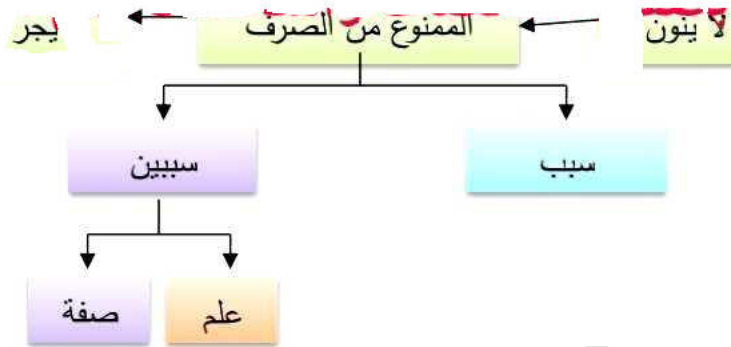 لا ينون الممنوع من الصرف يجر
سبب سببين
علم صفة